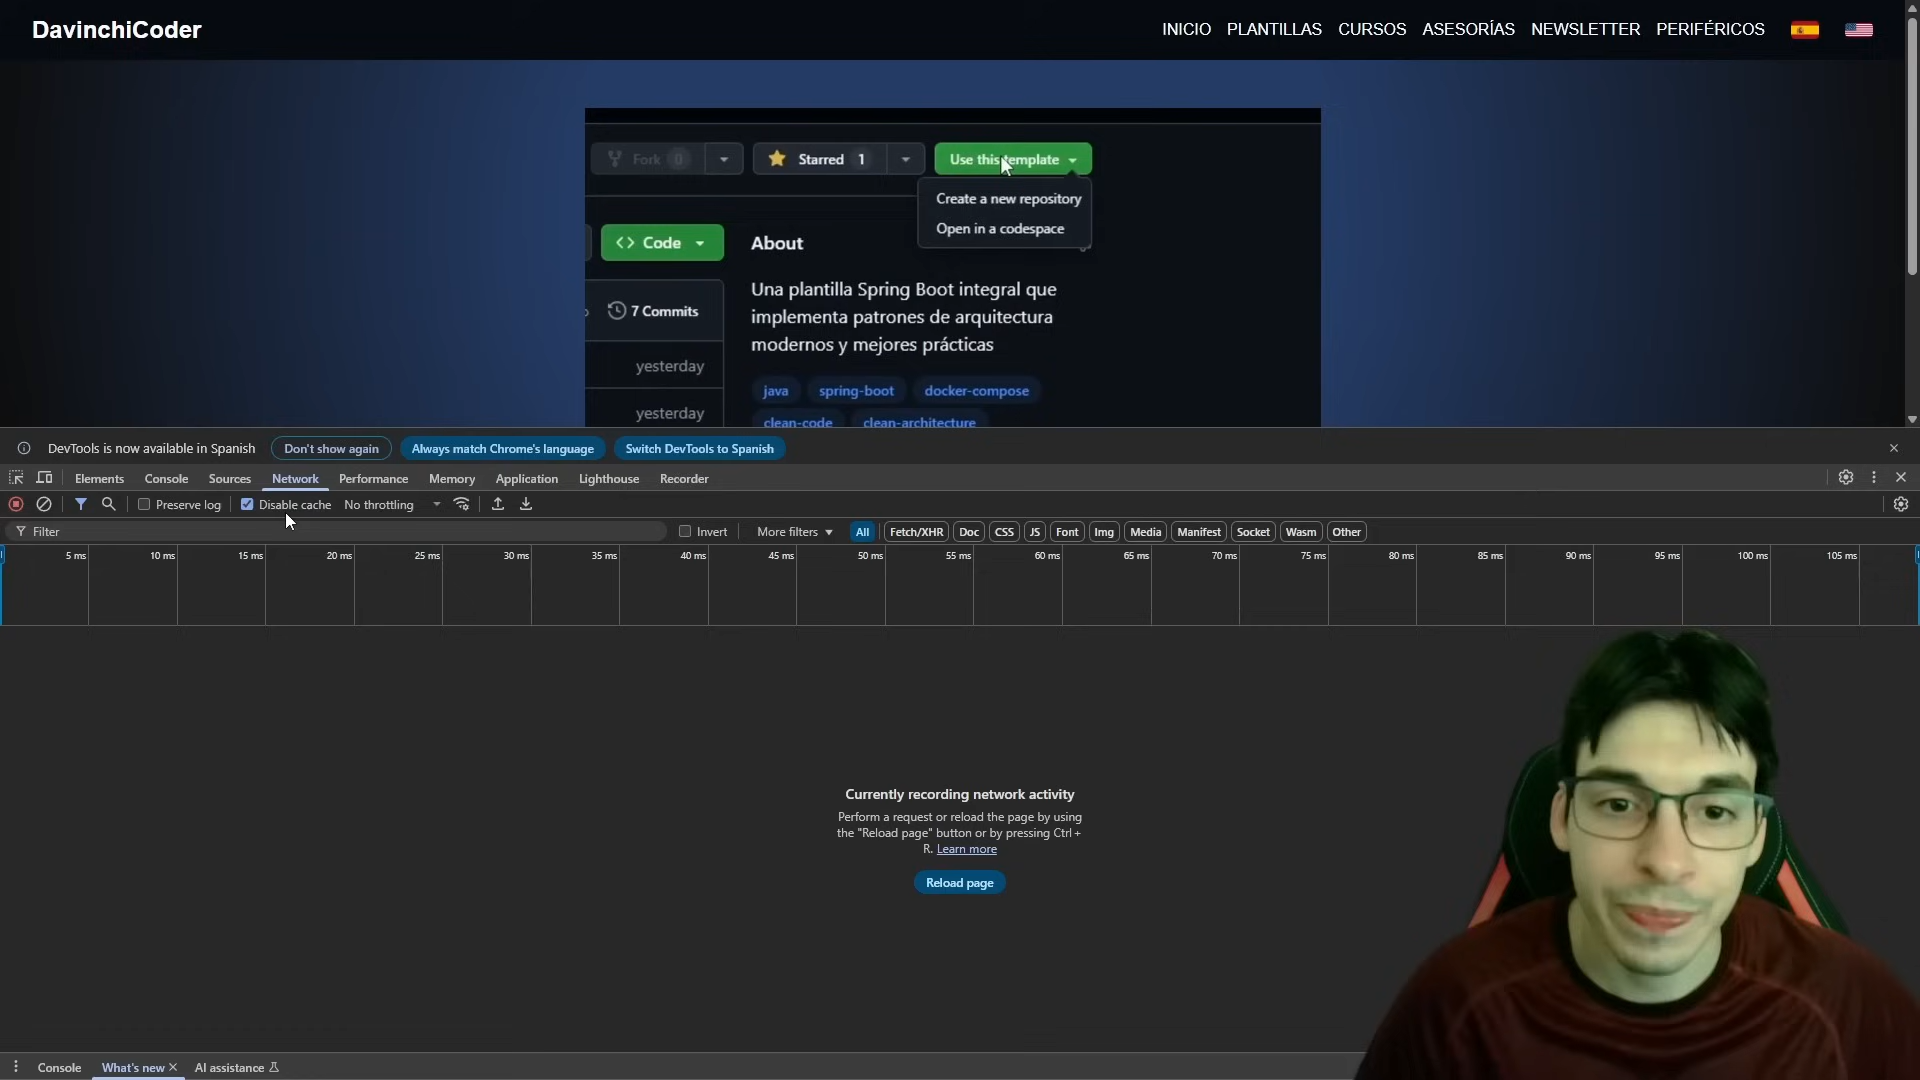 DavinchiCoder
INICIO PLANTILLAS CURSOS ASESORÍAS NEWSLETTER PERIFÉRICOS
Fork 0 Starred 1 Use this template
Create a new repository
Open in a codespace
Code About
Una plantilla Spring Boot integral que
implementa patrones de arquitectura
modernos y mejores prácticas
7 Commits
yesterday
java spring-boot docker-compose
yesterday
clean-code clean-architecture
DevTools is now available in Spanish Don't show again Always match Chrome's language Switch DevTools to Spanish
Elements Console Sources Network Performance Memory Application Lighthouse Recorder
Preserve log Disable cache No throttling
Filter Invert More filters All Fetch/XHR Doc CSS JS Font Img Media Manifest Socket Wasm Other
5 ms 10 ms 15 ms 20 ms 25 ms 30 ms 35 ms 40 ms 45 ms 50 ms 55 ms 60 ms 65 ms 70 ms 75 ms 80 ms 85 ms 90 ms 95 ms 100 ms 105 ms
Currently recording network activity
Perform a request or reload the page by using
the "Reload page" button or by pressing Ctrl +
R. Learn more
Reload page
Console What's new AI assistance